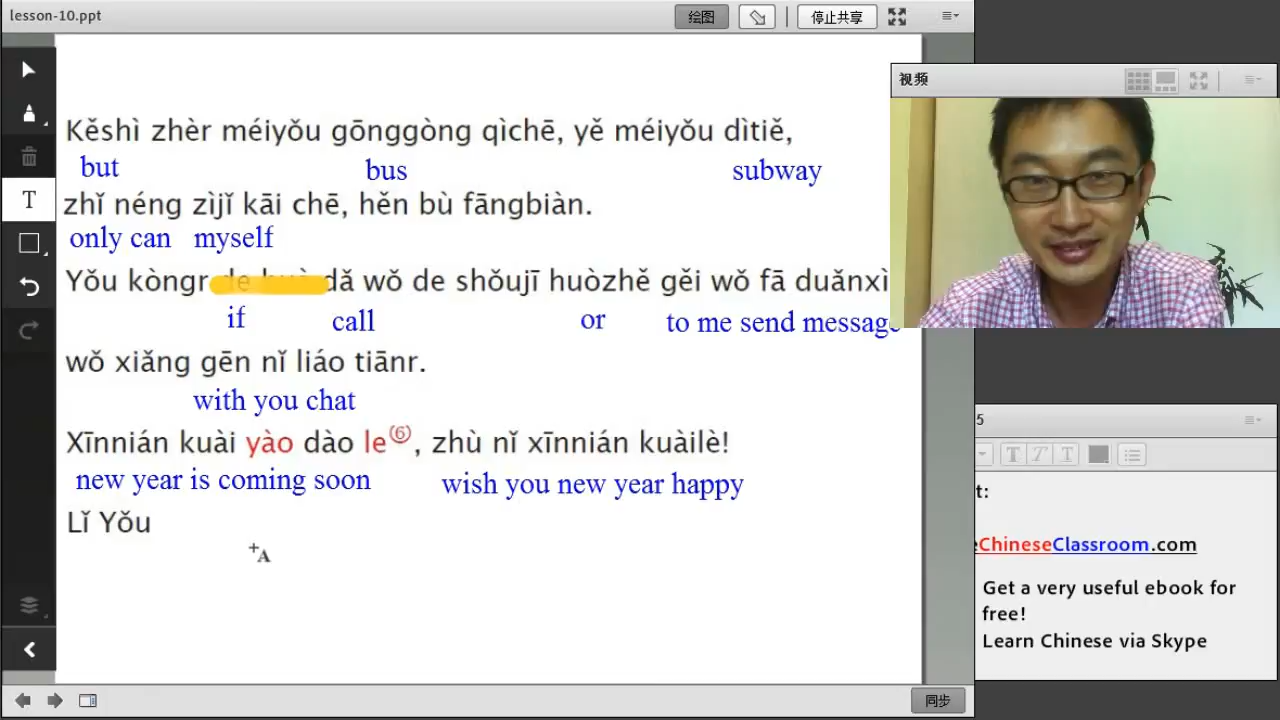 lesson-10.ppt
绘图
停止共享
视频
Kěshì zhèr méiyǒu gōnggòng qìchē, yě méiyǒu dìtiě,
but bus subway
zhǐ néng zìjǐ kāi chē, hěn bù fāngbiàn.
only can myself
Yǒu kòngr de huà dǎ wǒ de shǒujī huòzhě gěi wǒ fā duǎnxì
if call or to me send message
wǒ xiǎng gēn nǐ liáo tiānr.
with you chat
Xīnnián kuài yào dào le⑥, zhù nǐ xīnnián kuàilè!
new year is coming soon wish you new year happy
Lǐ Yǒu
A
5
T
T T T
t:
eChineseClassroom.com
Get a very useful ebook for
free!
Learn Chinese via Skype
同步